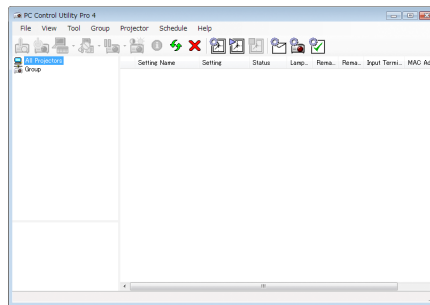 PC Control Utility Pro 4
File View Tool Group Projector Schedule Help
Setting Name Setting Status Lamp... Rema... Rema... Input Termi... MAC Ad
All Projectors
Group